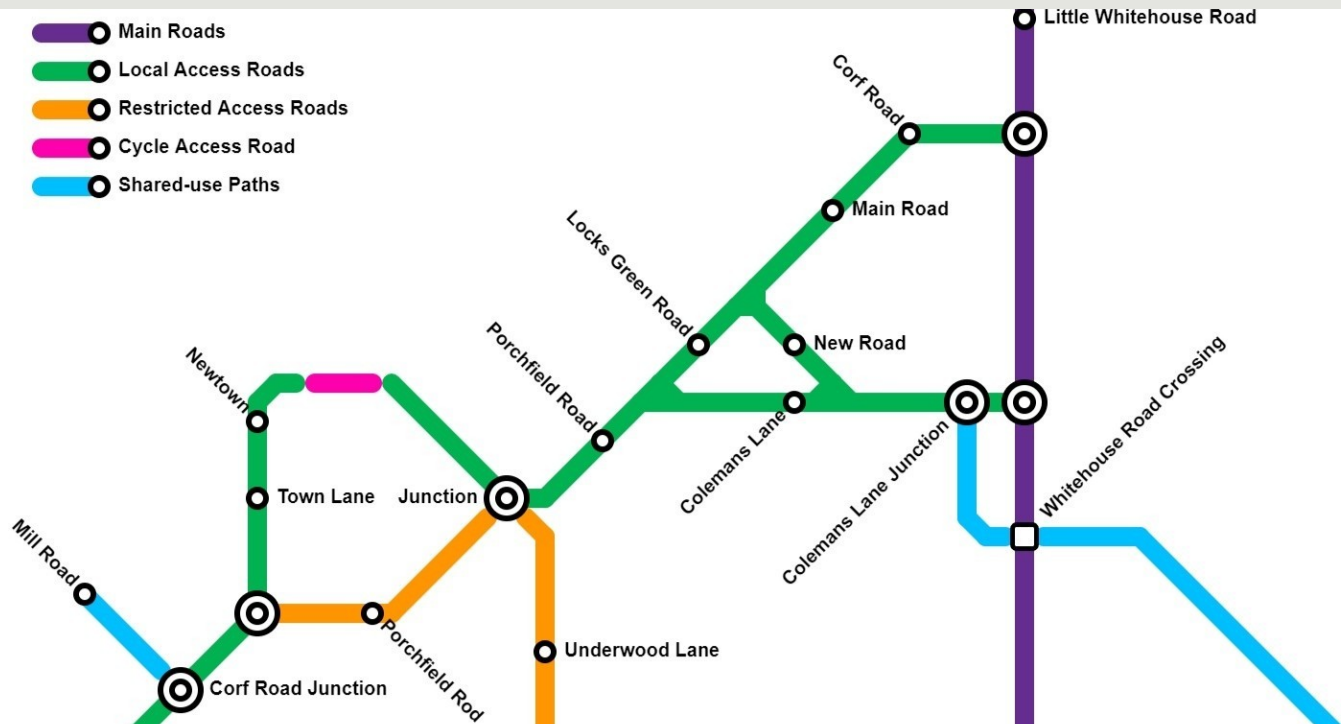 Main Roads
Local Access Roads
Restricted Access Roads
Cycle Access Road
Shared-use Paths
Little Whitehouse Road
Corf Road
Main Road
Locks Green Road
New Road
Porchfield Road
Whitehouse Road Crossing
Newtown
Colemans Lane
Colemans Lane Junction
Town Lane
Junction
Mill Road
Porchfield Rod
Underwood Lane
Corf Road Junction